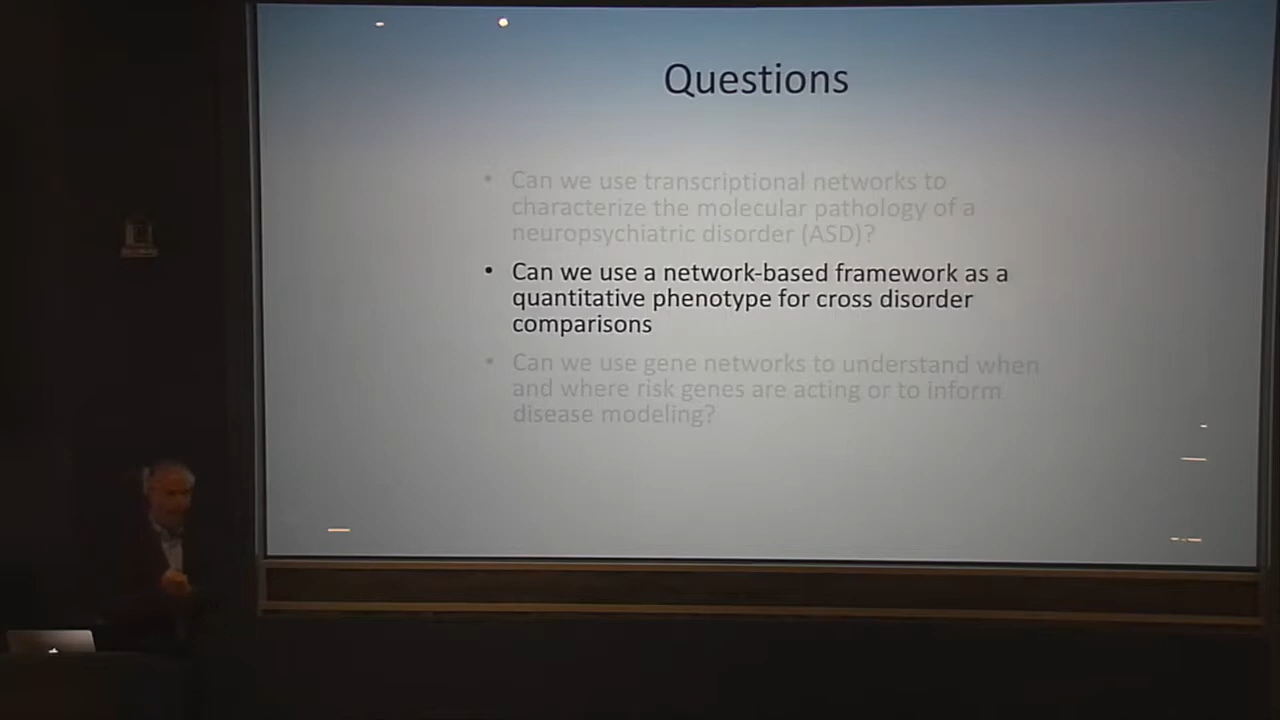 Questions
• Can we use transcriptional networks to
characterize the molecular pathology of a
neuropsychiatric disorder (ASD)?
• Can we use a network-based framework as a
quantitative phenotype for cross disorder
comparisons
• Can we use gene networks to understand when
and where risk genes are acting or to inform
disease modeling?